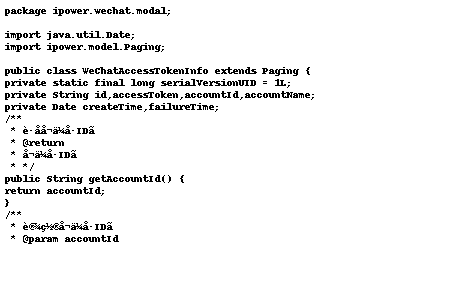 package ipower.wechat.modal;
import java.util.Date;
import ipower.model.Paging;
public class WeChatAccessTokenInfo extends Paging {
private static final long serialVersionUID = 1L;
private String id,accessToken,accountId,accountName;
private Date createTime,failureTime;
/**
* è·åå¬ä¼å·IDã
* @return
* å¬ä¼å·IDã
* */
public String getAccountId() {
return accountId;
}
/**
* è®¾ç½®å¬ä¼å·IDã
* @param accountId